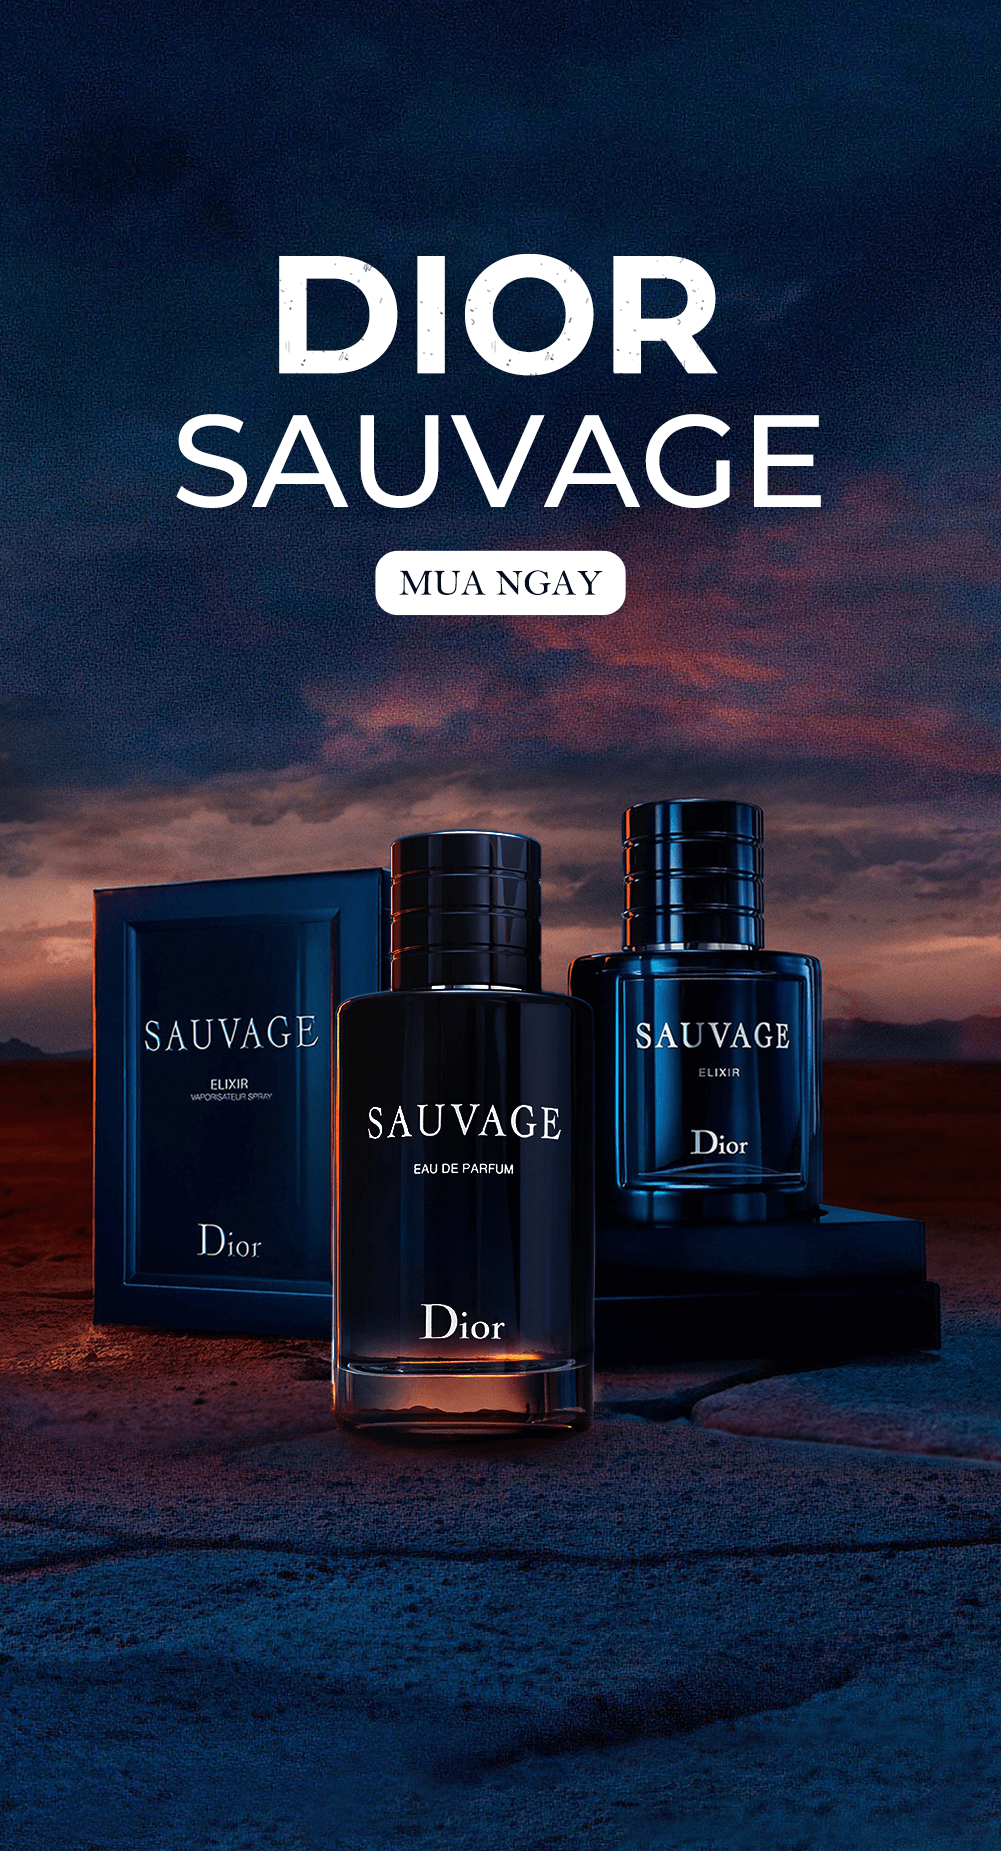 DIOR
SAUVAGE
MUA NGAY
SAUVAGE
ELIXIR
VAPORISATEUR SPRAY
Dior
SAUVAGE
EAU DE PARFUM
Dior
SAUVAGE
ELIXIR
Dior